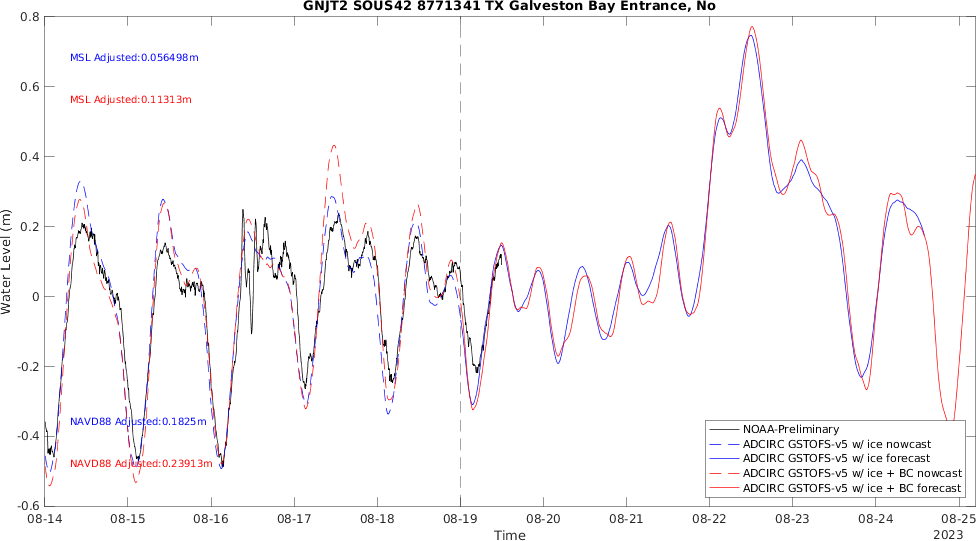 GNJT2 SOUS42 8771341 TX Galveston Bay Entrance, No
0.8
0.6
0.4
0.2
0
-0.2
-0.4
-0.6
Water Level (m)
MSL Adjusted:0.056498m
MSL Adjusted:0.11313m
NAVD88 Adjusted:0.1825m
NAVD88 Adjusted:0.23913m
NOAA-Preliminary
ADCIRC GSTOFS-v5 w/ ice nowcast
ADCIRC GSTOFS-v5 w/ ice forecast
ADCIRC GSTOFS-v5 w/ ice + BC nowcast
ADCIRC GSTOFS-v5 w/ ice + BC forecast
08-14 08-15 08-16 08-17 08-18 08-19 08-20 08-21 08-22 08-23 08-24 08-25
Time
2023